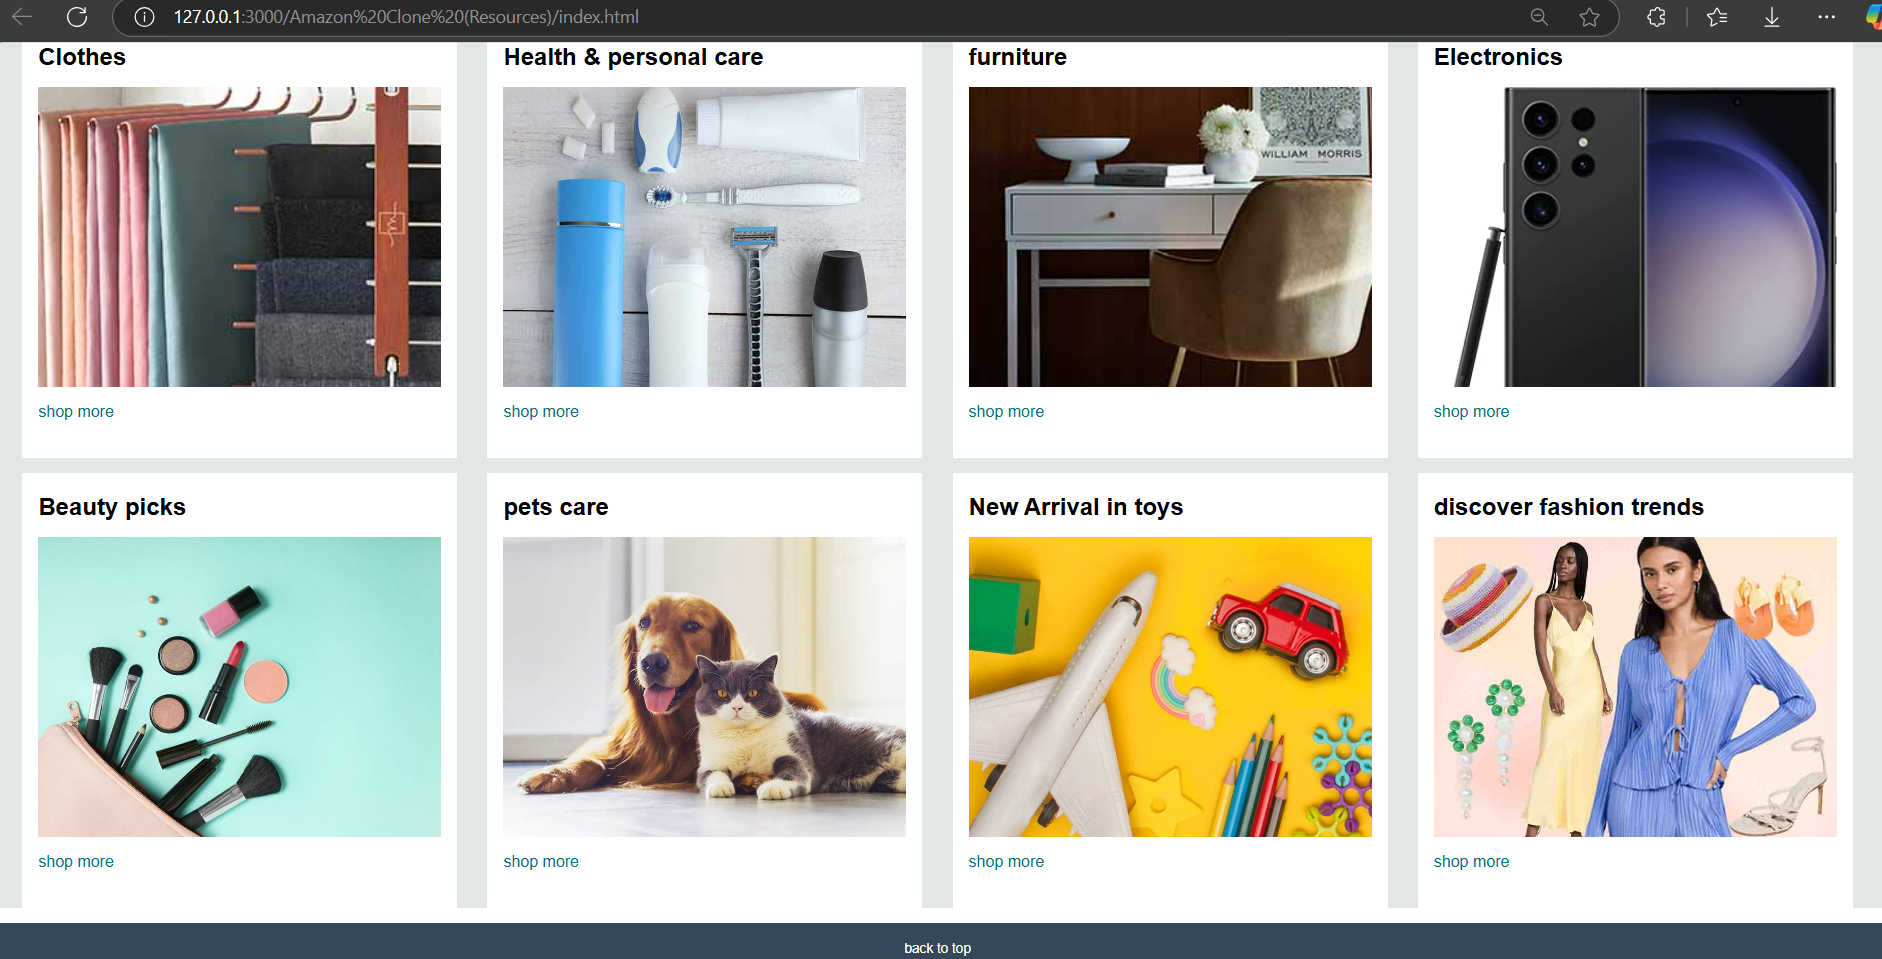 127.0.0.1:3000/Amazon%20Clone%20(Resources)/index.html
Clothes
Health & personal care
furniture
Electronics
WILLIAM MORRIS
shop more
shop more
shop more
shop more
Beauty picks
pets care
New Arrival in toys
discover fashion trends
shop more
shop more
shop more
shop more
back to top